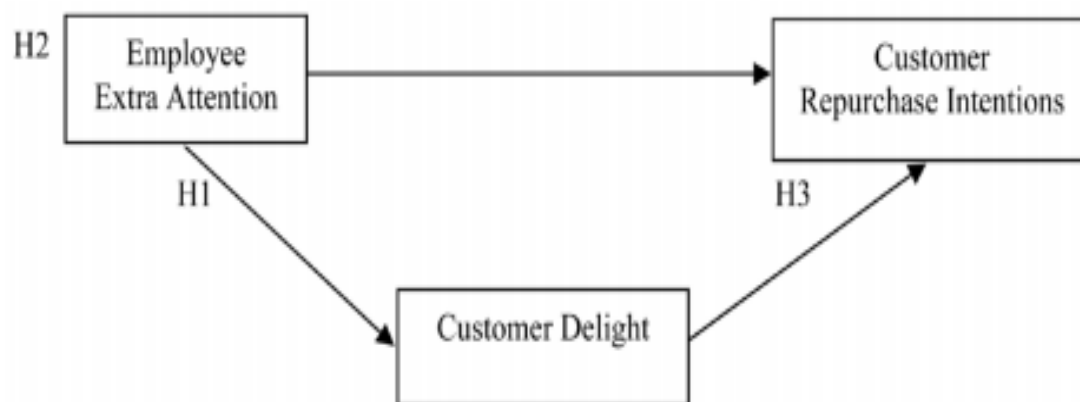 H2
Employee
Extra Attention
Customer
Repurchase Intentions
H1
H3
Customer Delight